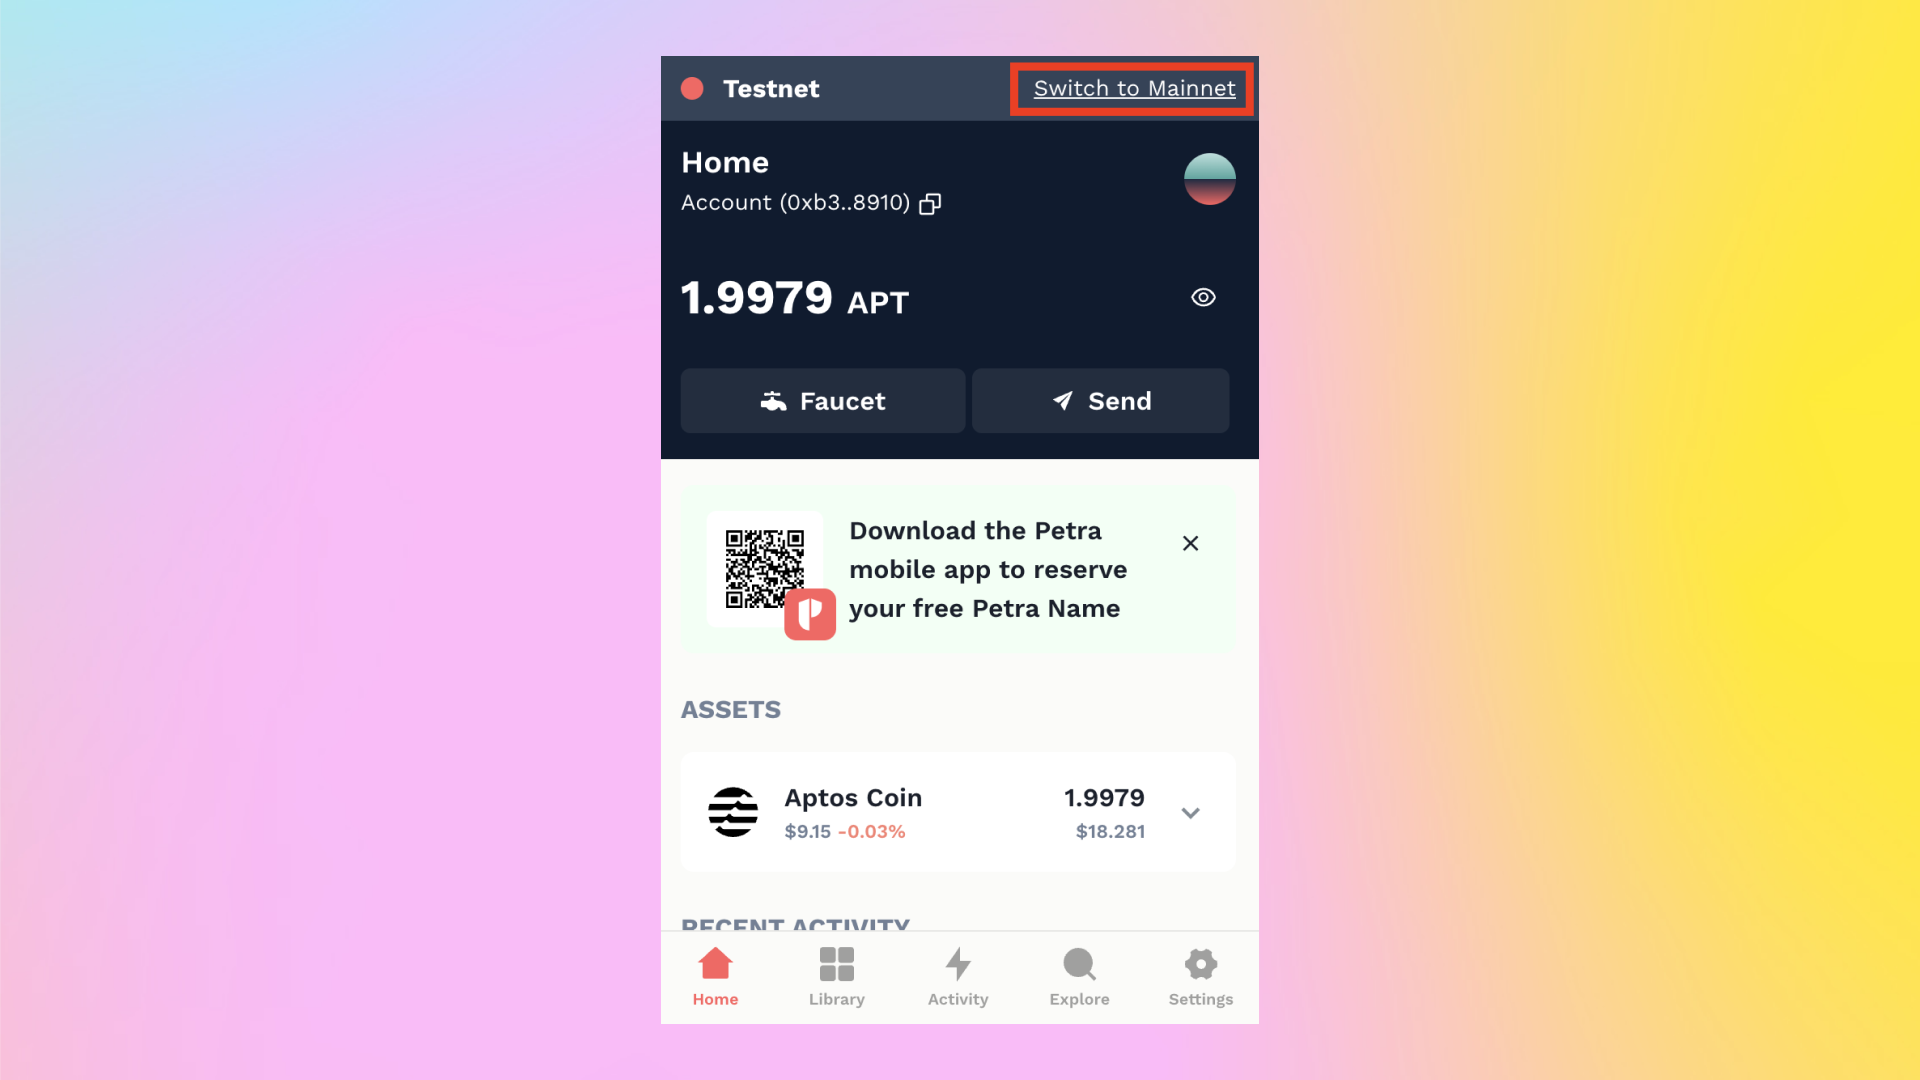 Testnet
Switch to Mainnet
Home
Account (0xb3..8910)
1.9979 APT
Faucet
Send
Download the Petra
mobile app to reserve
your free Petra Name
ASSETS
Aptos Coin
1.9979
$9.15 -0.03%
$18.281
RECENT ACTIVITY
Home
Library
Activity
Explore
Settings